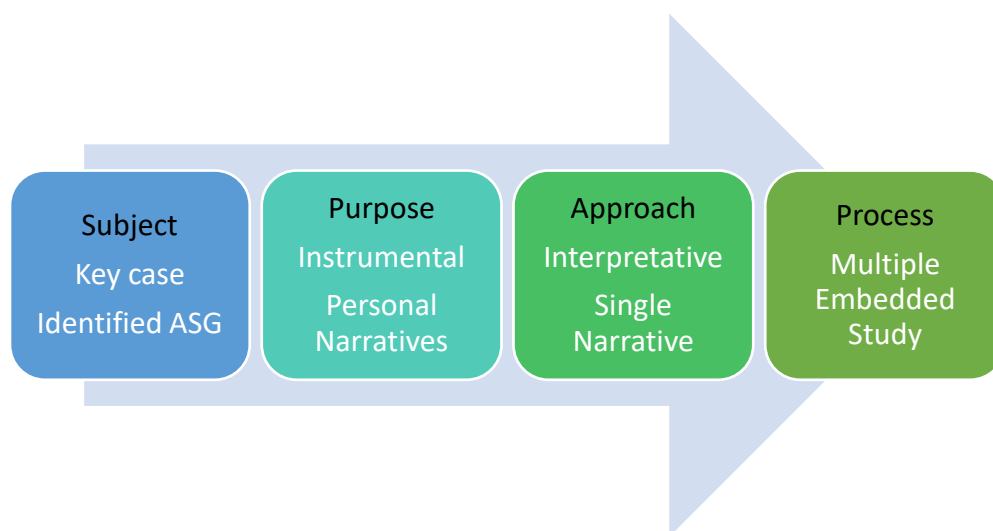 Subject
Key case
Identified ASG
Purpose
Instrumental
Personal
Narratives
Approach
Interpretative
Single
Narrative
Process
Multiple
Embedded
Study